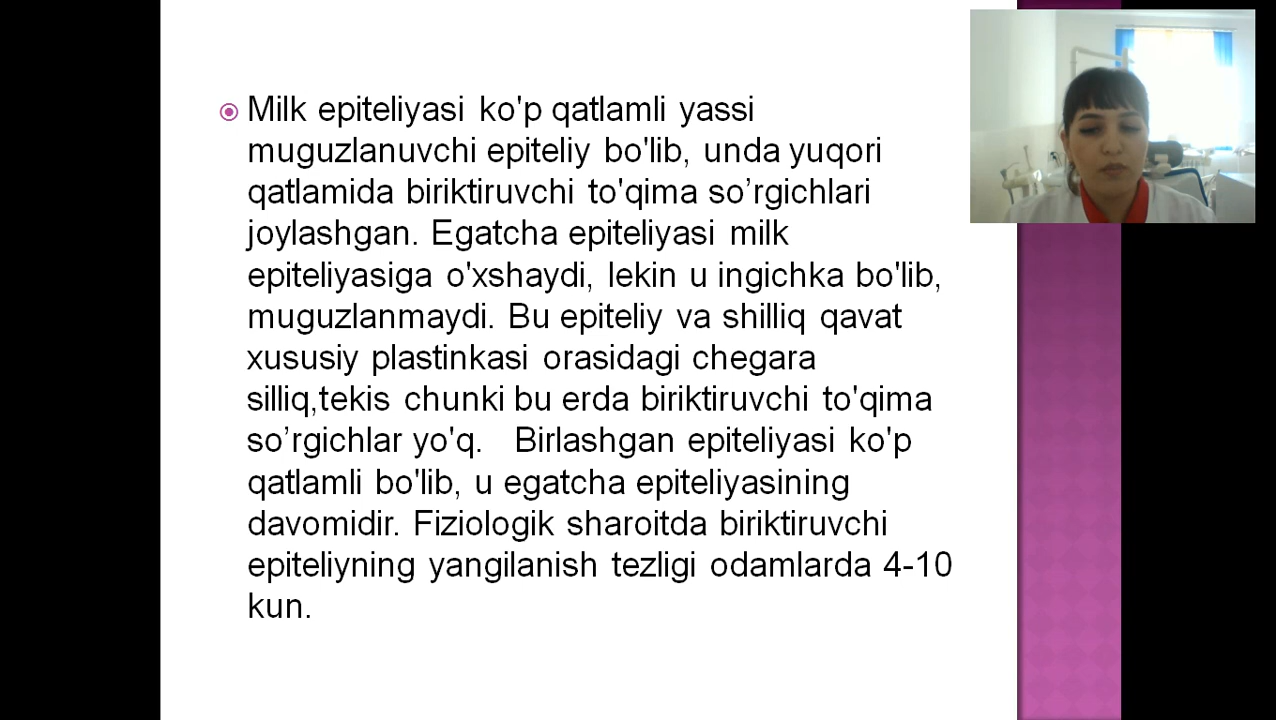 Milk epiteliyasi ko'p qatlamli yassi
muguzlanuvchi epiteliy bo'lib, unda yuqori
qatlamida biriktiruvchi to'qima so’rgichlari
joylashgan. Egatcha epiteliyasi milk
epiteliyasiga o'xshaydi, lekin u ingichka bo'lib,
muguzlanmaydi. Bu epiteliy va shilliq qavat
xususiy plastinkasi orasidagi chegara
silliq,tekis chunki bu erda biriktiruvchi to'qima
so’rgichlar yo'q. Birlashgan epiteliyasi ko'p
qatlamli bo'lib, u egatcha epiteliyasining
davomidir. Fiziologik sharoitda biriktiruvchi
epiteliyning yangilanish tezligi odamlarda 4-10
kun.